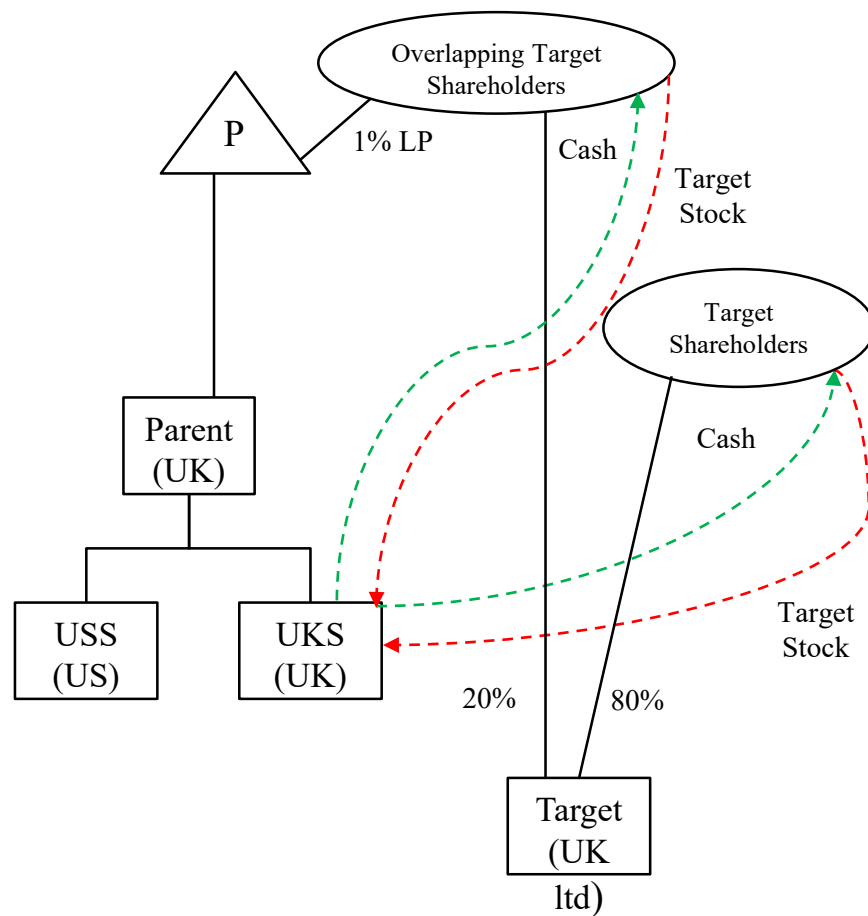 Overlapping Target
Shareholders
P
1% LP
Cash
Target
Stock
Target
Shareholders
Parent
(UK)
Cash
USS
(US)
UKS
(UK)
Target
Stock
20%
80%
Target
(UK
ltd)